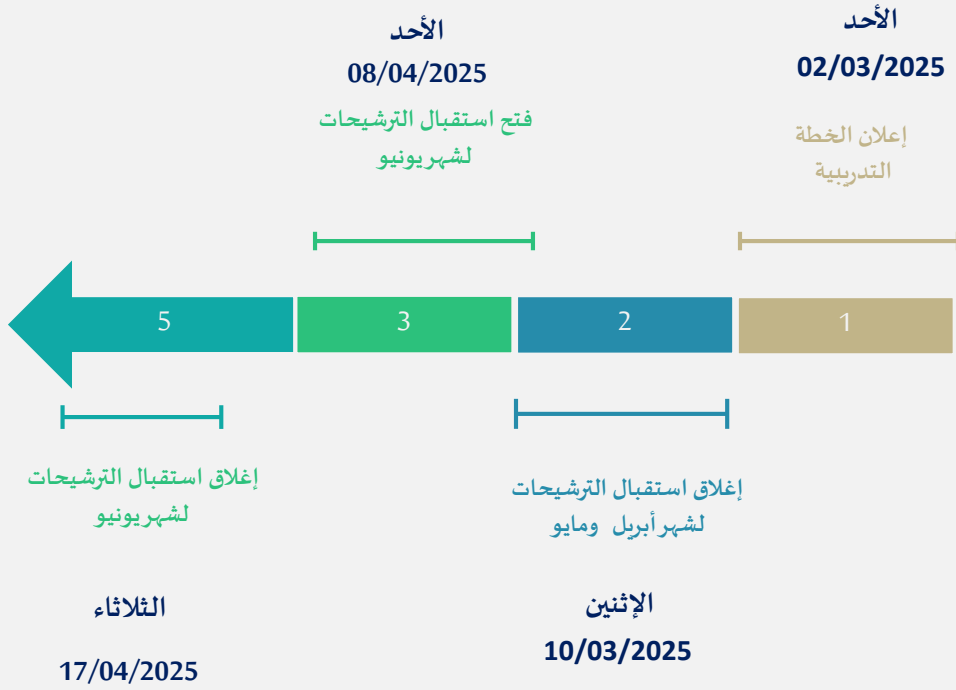 الأحد
02/03/2025
إعلان الخطة
التدريبية
الأحد
08/04/2025
فتح استقبال الترشيحات
لشهر يونيو
1
2
3
5
إغلاق استقبال الترشيحات
لشهر أبريل ومايو
الإثنين
10/03/2025
إغلاق استقبال الترشيحات
لشهر يونيو
الثلاثاء
17/04/2025